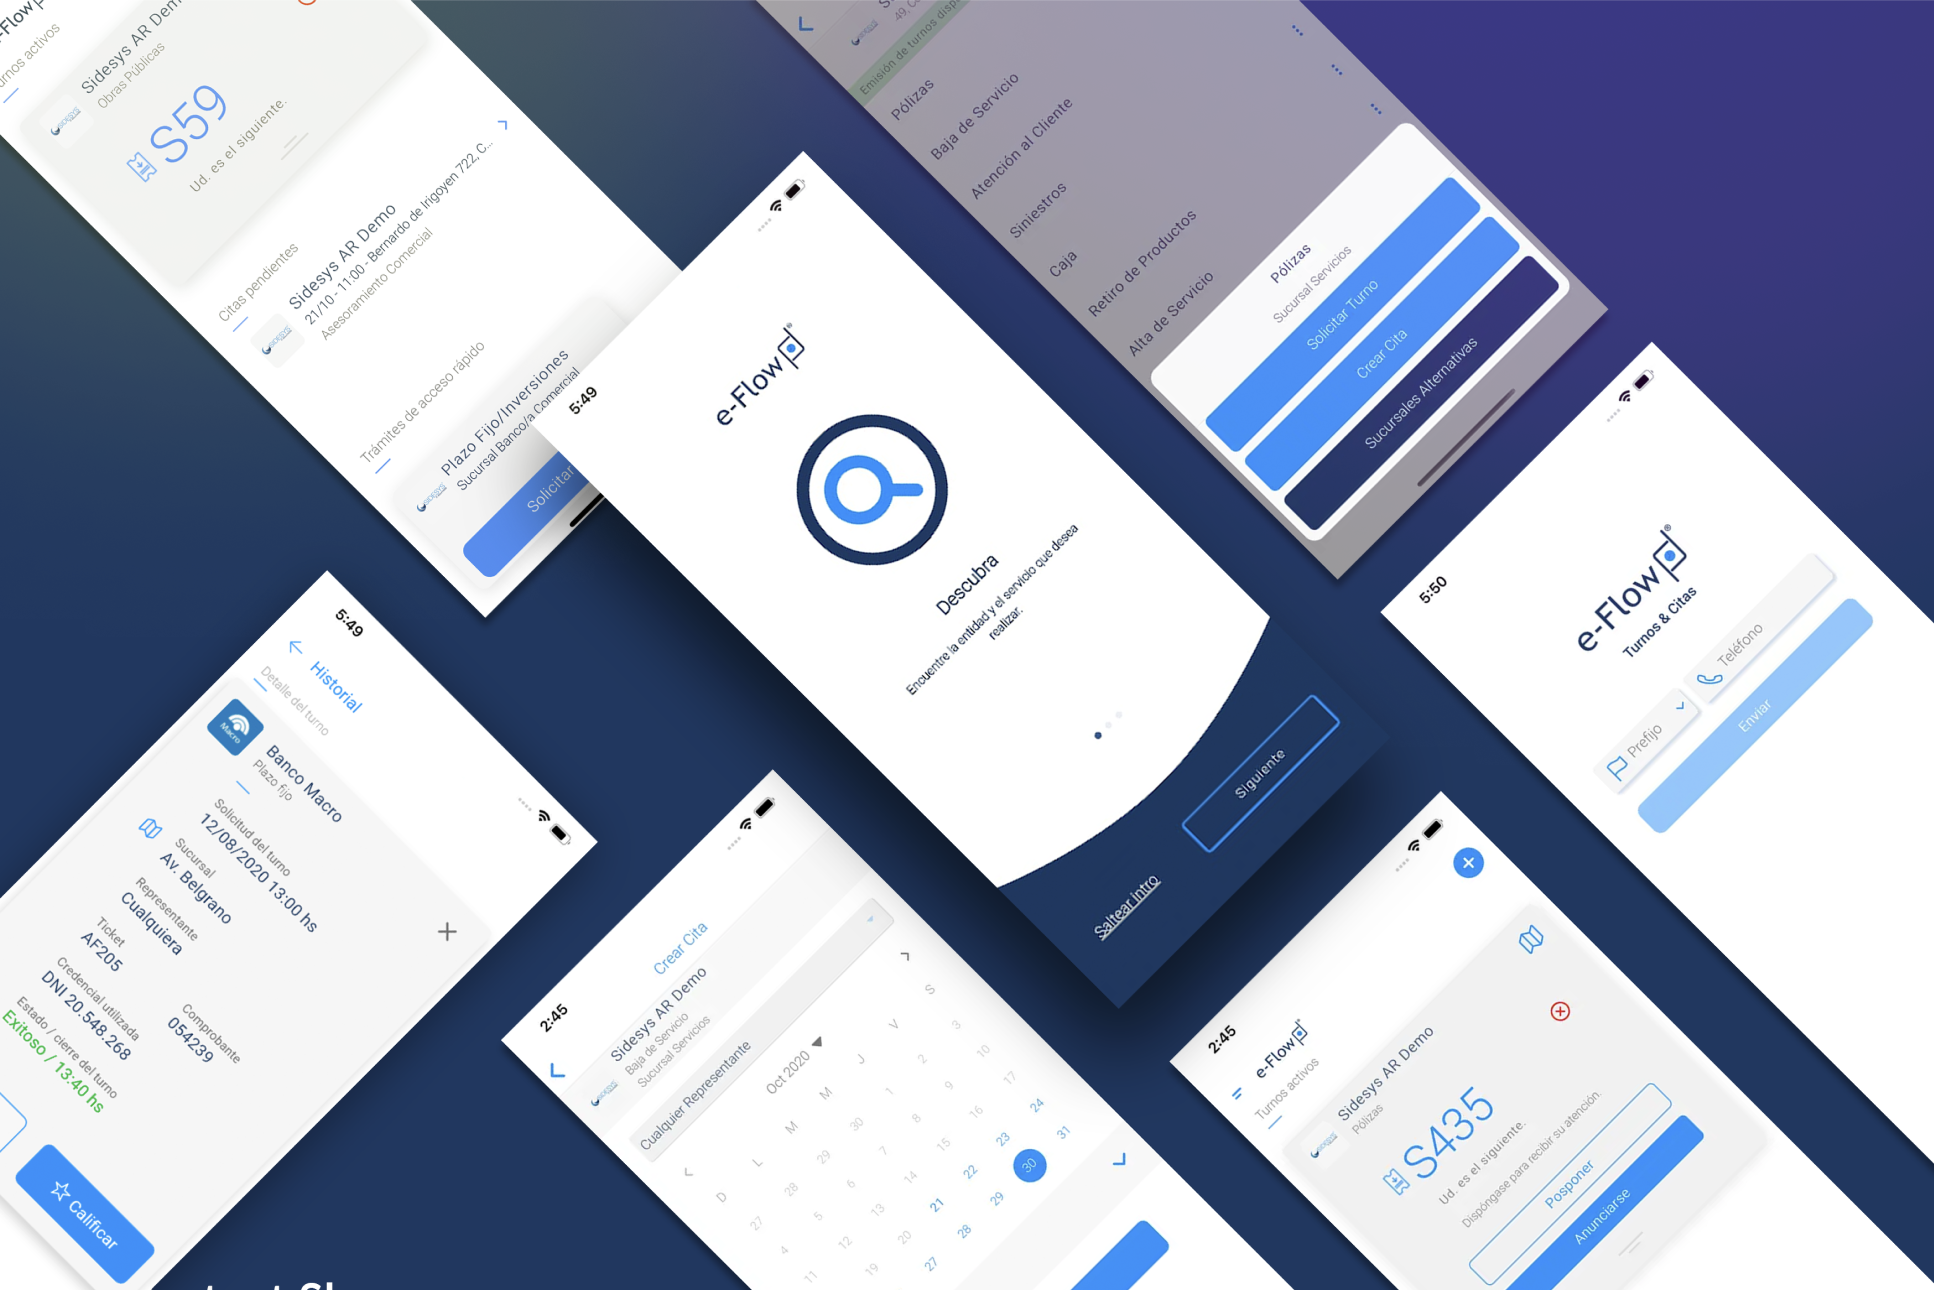 e-Flow
Turnos activos
Sidesys AR Demo
Obras Públicas
S59
Ud. es el siguiente.
Citas pendientes
Sidesys AR Demo
21/10 - 11:00 - Bernardo de Irigoyen 722, C...
Asesoramiento Comercial
Trámites de acceso rápido
Plazo Fijo/Inversiones
Sucursal Banco/a Comercial
Solicitar
49, C
Emisión de turnos disp
Pólizas
Baja de Servicio
Atención al Cliente
Siniestros
Caja
Retiro de Productos
Alta de Servicio
Pólizas
Sucursal Servicios
Solicitar Turno
Crear Cita
Sucursales Alternativas
5:49
e-Flow®
Descubra
Encuentre la entidad y el servicio que desea
realizar.
Siguiente
Saltear intro
5:50
e-Flow®
Turnos & Citas
Prefijo
Teléfono
Enviar
5:49
Historial
Detalle del turno
Macro
Banco Macro
Plazo fijo
Solicitud del turno
12/08/2020 13:00 hs
Sucursal
Av. Belgrano
Representante
Cualquiera
Ticket
AF205
Credencial utilizada
DNI 20.548.268
Comprobante
054239
Estado / cierre del turno
Exitoso / 13:40 hs
Calificar
2:45
Crear Cita
Sidesys AR Demo
Baja de Servicio
Sucursal Servicios
Cualquier Representante
Oct 2020
D L M M J V S
27 28 29 30 1 2 3
4 5 6 7 8 9 10
11 12 13 14 15 16 17
19 20 21 22 23 24
27 28 29 30 31
2:45
e-Flow
Turnos activos
Sidesys AR Demo
Pólizas
S435
Ud. es el siguiente.
Dispóngase para recibir su atención.
Posponer
Anunciarse